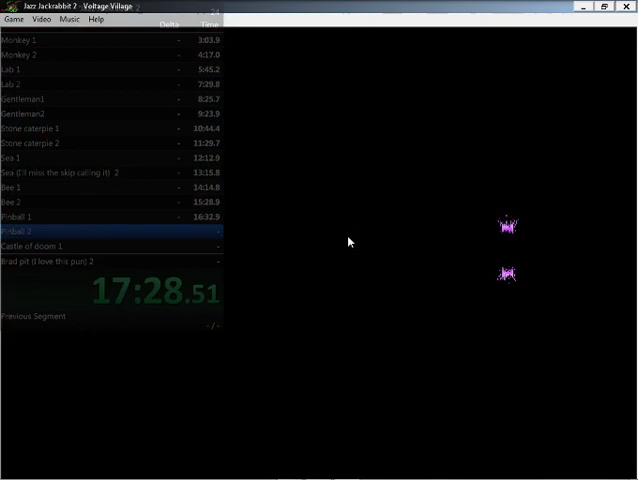 Jazz Jackrabbit 2 - Voltage Village
Game Video Music Help
24
Delta Time
Monkey 1 - 3:03.9
Monkey 2 - 4:17.0
Lab 1 - 5:45.2
Lab 2 - 7:29.8
Gentleman1 - 8:25.7
Gentleman2 - 9:23.9
Stone caterpie 1 - 10:44.4
Stone caterpie 2 - 11:29.7
Sea 1 - 12:12.9
Sea (I'll miss the skip calling it) 2 - 13:15.8
Bee 1 - 14:14.8
Bee 2 - 15:28.9
Pinball 1 - 16:32.9
Pinball 2 -
Castle of doom 1 -
Brad pit (I love this pun) 2 -
17:28.51
Previous Segment
- / -